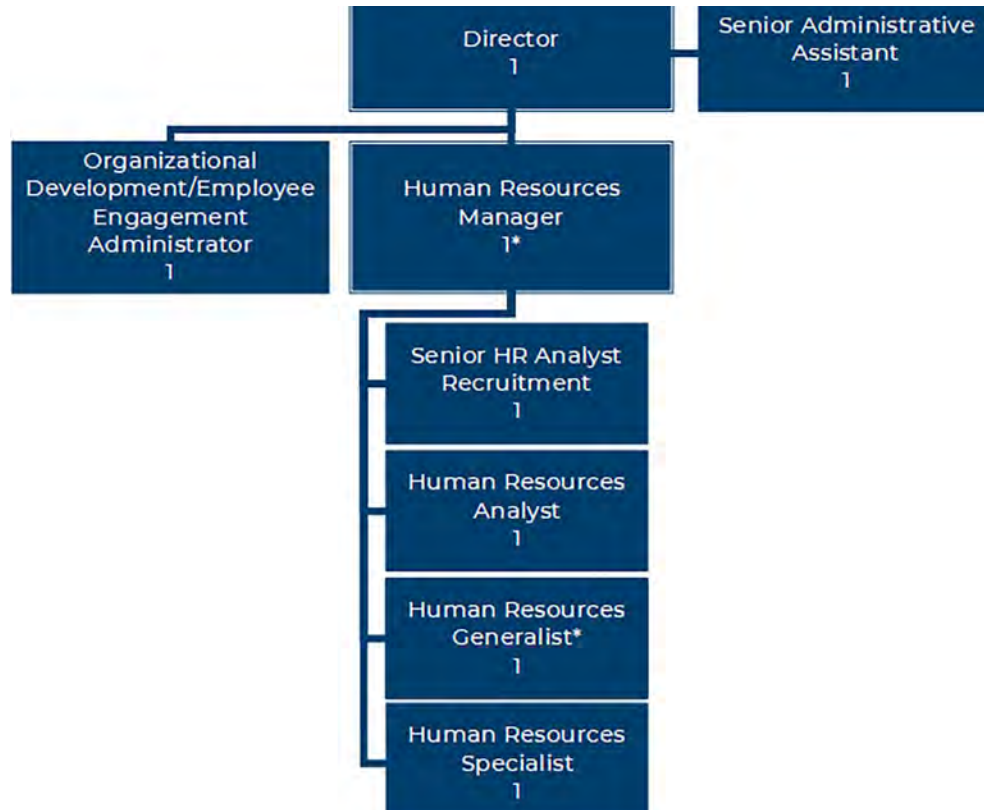 Director
1
Senior Administrative
Assistant
1
Organizational
Development/Employee
Engagement
Administrator
1
Human Resources
Manager
1*
Senior HR Analyst
Recruitment
1
Human Resources
Analyst
1
Human Resources
Generalist*
1
Human Resources
Specialist
1